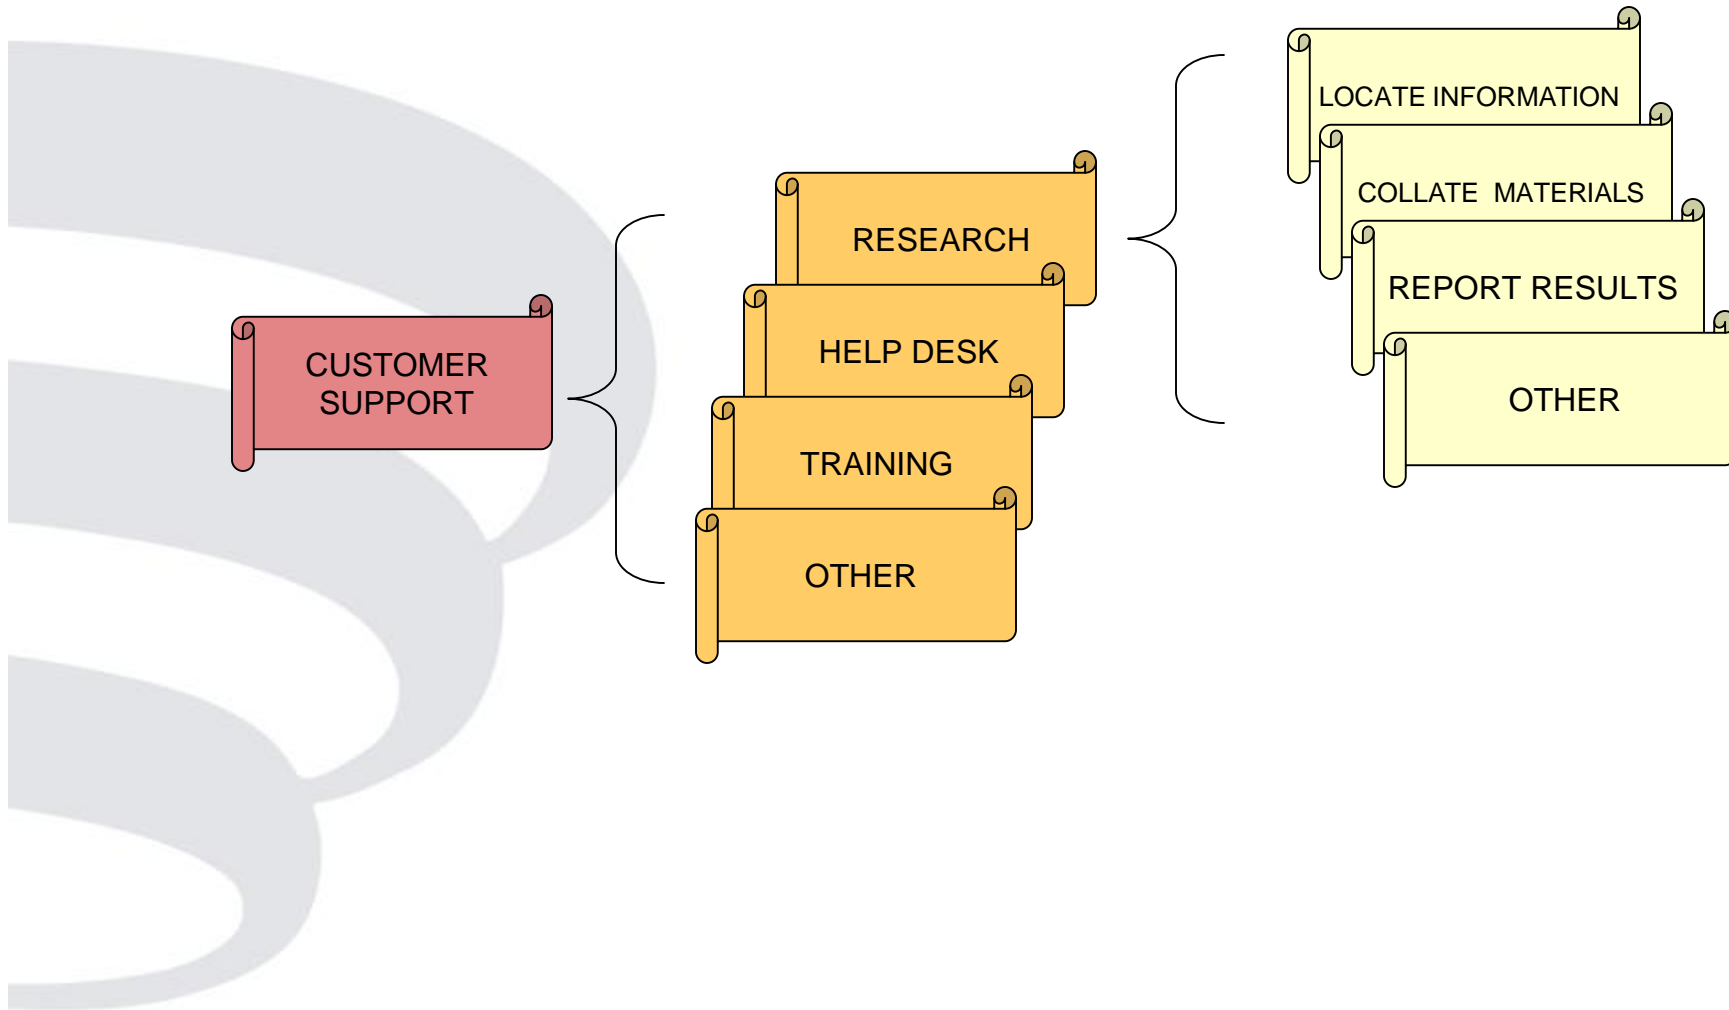 CUSTOMER
SUPPORT
RESEARCH
HELP DESK
TRAINING
OTHER
LOCATE INFORMATION
COLLATE  MATERIALS
REPORT RESULTS
OTHER